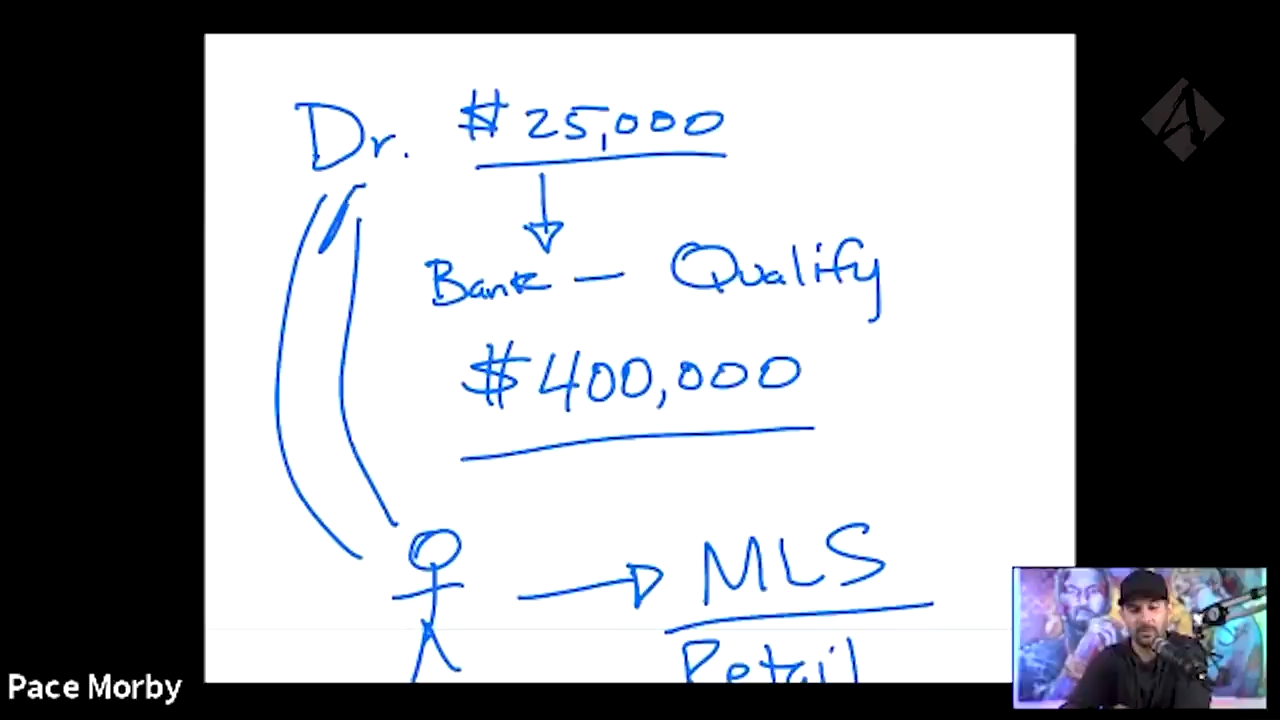 Dr. $25,000
Bank - Qualify
$400,000
MLS
Retail
Pace Morby